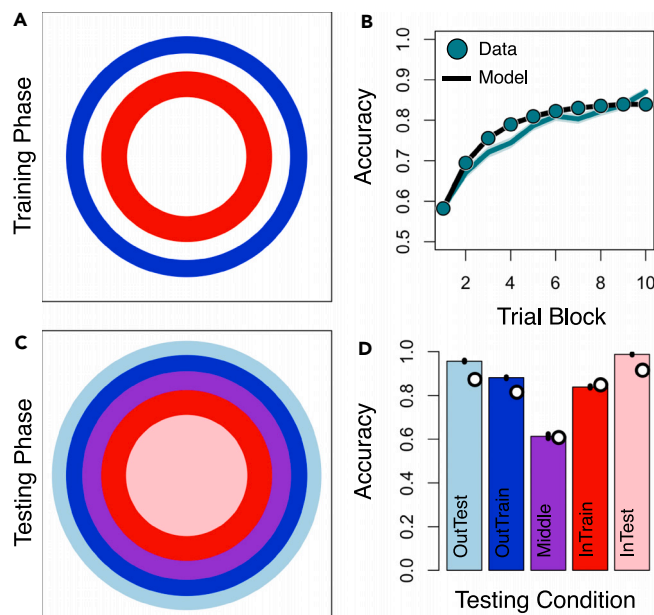 A
Training Phase
B
Accuracy
1.0
0.9
0.8
0.7
0.6
0.5
Data
Model
2
4
6
8
10
Trial Block
C
Testing Phase
D
Accuracy
1.0
0.8
0.6
0.4
0.2
0.0
OutTest
OutTrain
Middle
InTrain
InTest
Testing Condition